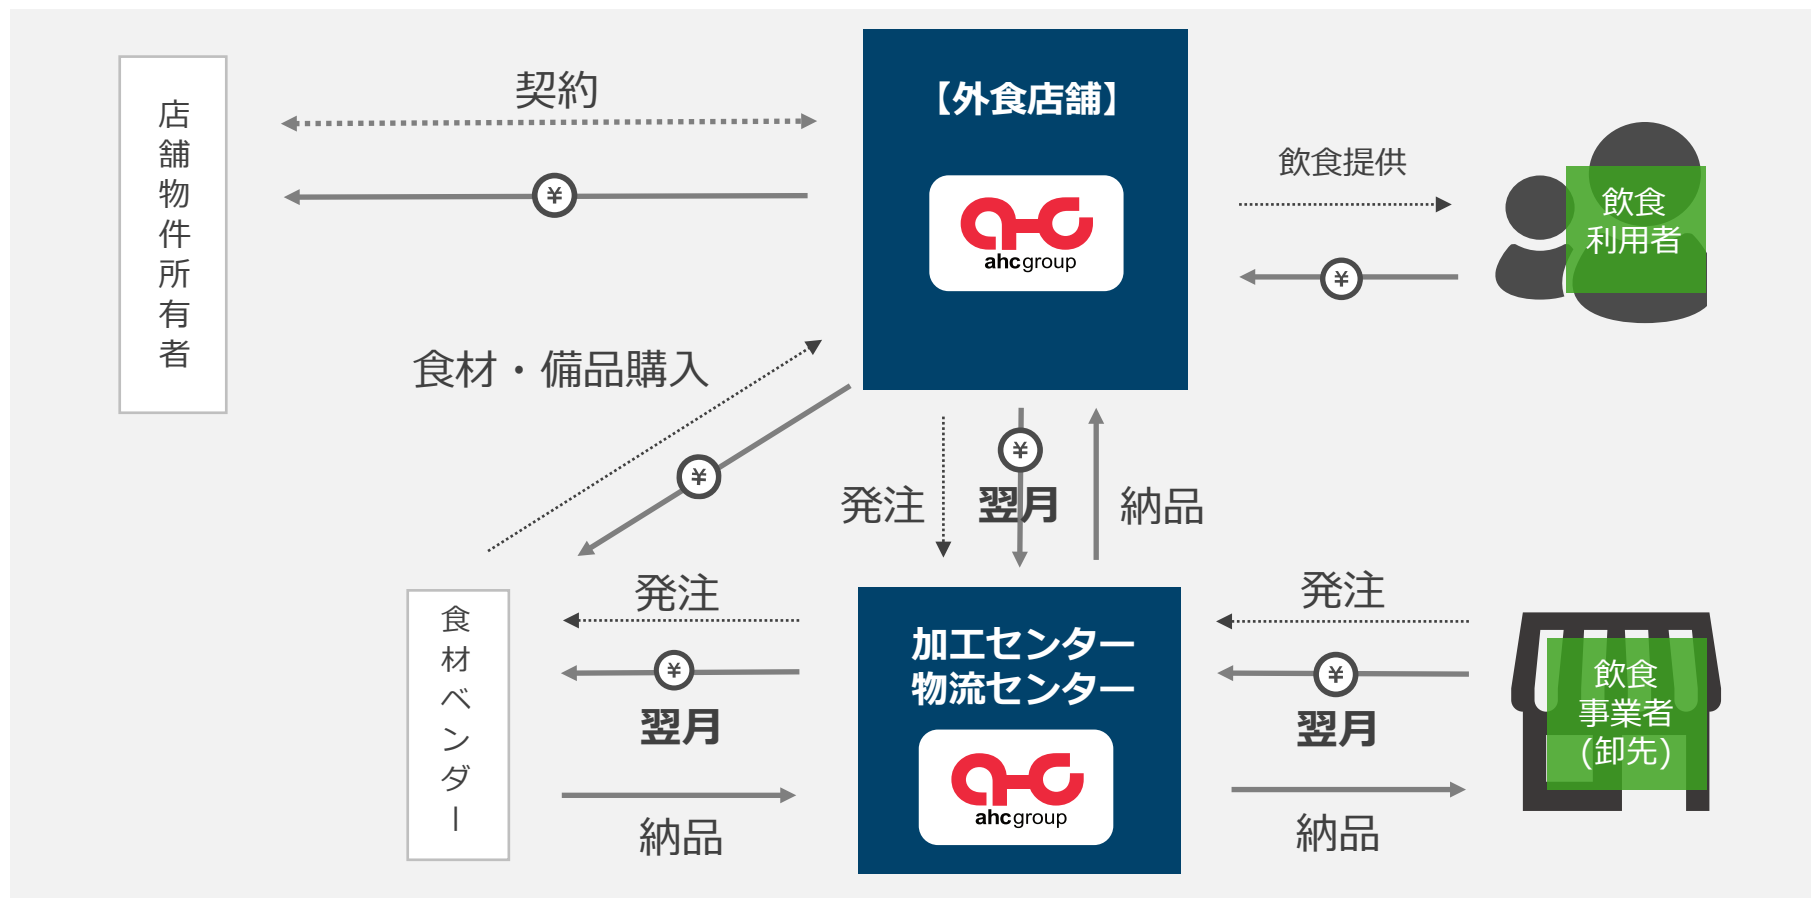 店舗物件所有者
契約
¥
【外食店舗】
ahcgroup
飲食提供
¥
飲食
利用者
食材・備品購入
¥
発注
¥
翌月
納品
食材ベンダー
発注
¥
翌月
納品
加工センター
物流センター
ahcgroup
発注
¥
翌月
納品
飲食
事業者
(卸先)